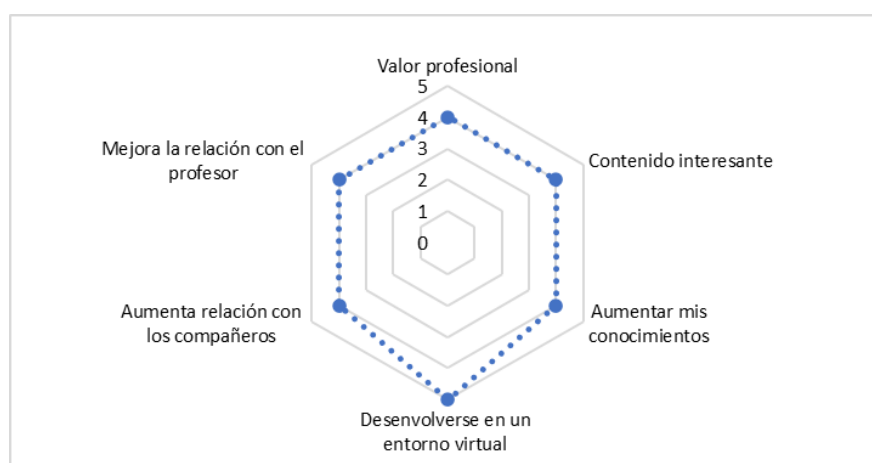 Valor profesional
5
4
3
2
1
0
Contenido interesante
Aumentar mis
conocimientos
Desenvolverse en un
entorno virtual
Aumenta relación con
los compañeros
Mejora la relación con el
profesor